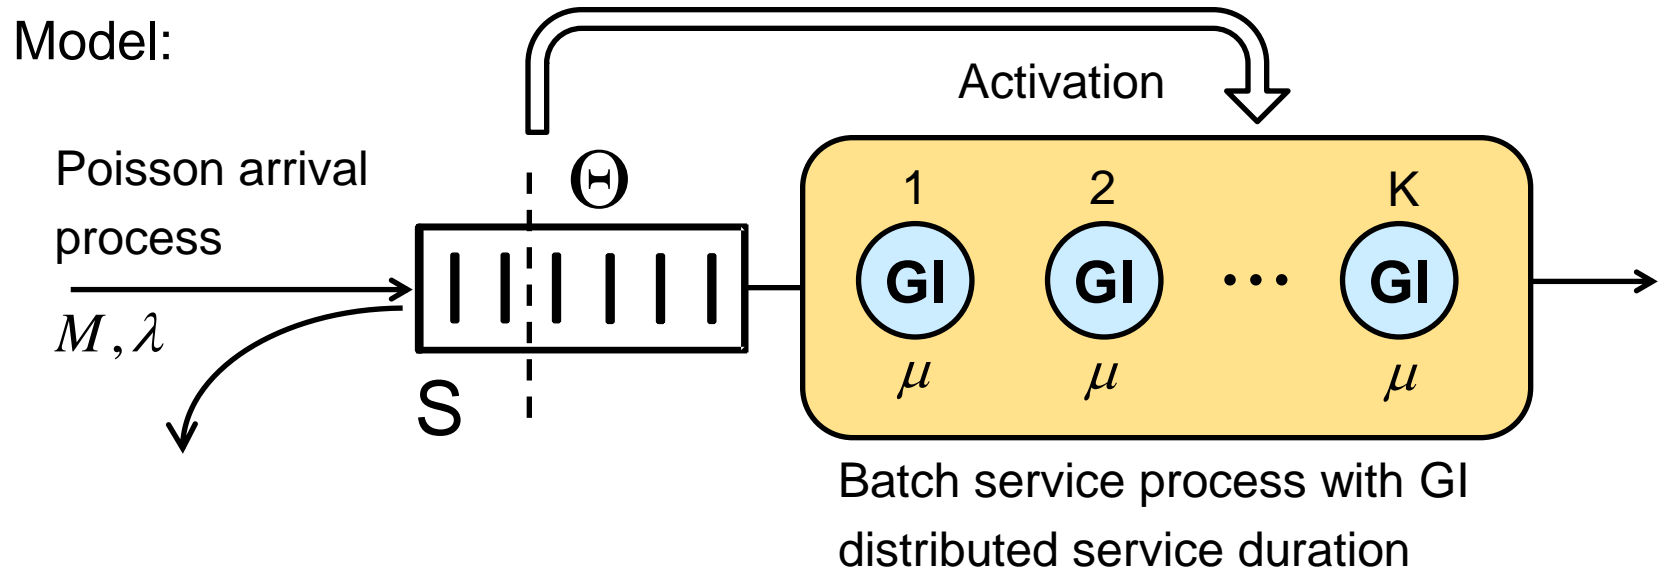 Model:
Activation
Poisson arrival
process
M, λ
Θ
S
1 2 ... K
GI GI GI
μ μ μ
Batch service process with GI
distributed service duration